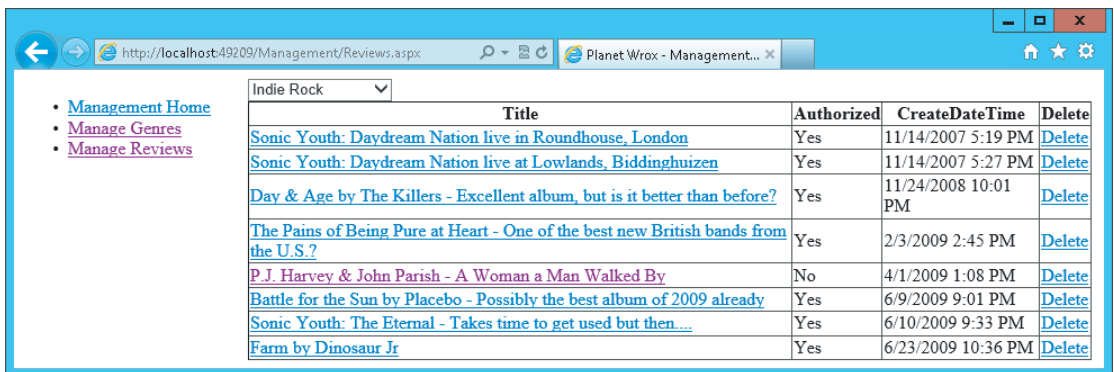 http://localhost:49209/Management/Reviews.aspx
Planet Wrox - Management...
Indie Rock
Management Home
Manage Genres
Manage Reviews
Title Authorized CreateDateTime Delete
Sonic Youth: Daydream Nation live in Roundhouse, London Yes 11/14/2007 5:19 PM Delete
Sonic Youth: Daydream Nation live at Lowlands, Biddinghuizen Yes 11/14/2007 5:27 PM Delete
Day & Age by The Killers - Excellent album, but is it better than before? Yes 11/24/2008 10:01
PM Delete
The Pains of Being Pure at Heart - One of the best new British bands from
the U.S.? Yes 2/3/2009 2:45 PM Delete
P.J. Harvey & John Parish - A Woman a Man Walked By No 4/1/2009 1:08 PM Delete
Battle for the Sun by Placebo - Possibly the best album of 2009 already Yes 6/9/2009 9:01 PM Delete
Sonic Youth: The Eternal - Takes time to get used but then.... Yes 6/10/2009 9:33 PM Delete
Farm by Dinosaur Jr Yes 6/23/2009 10:36 PM Delete